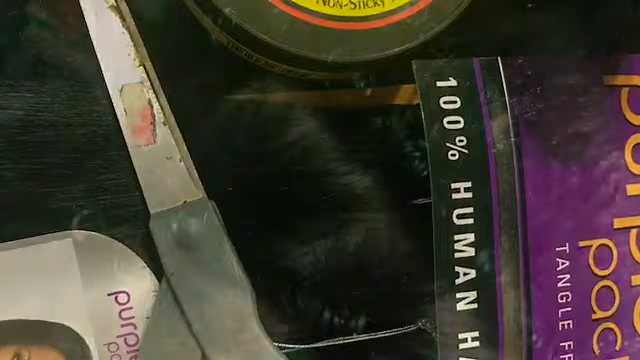 NON-STICKY
100% HUMAN HA
purple
pac
TANGLE FR
purple
pa